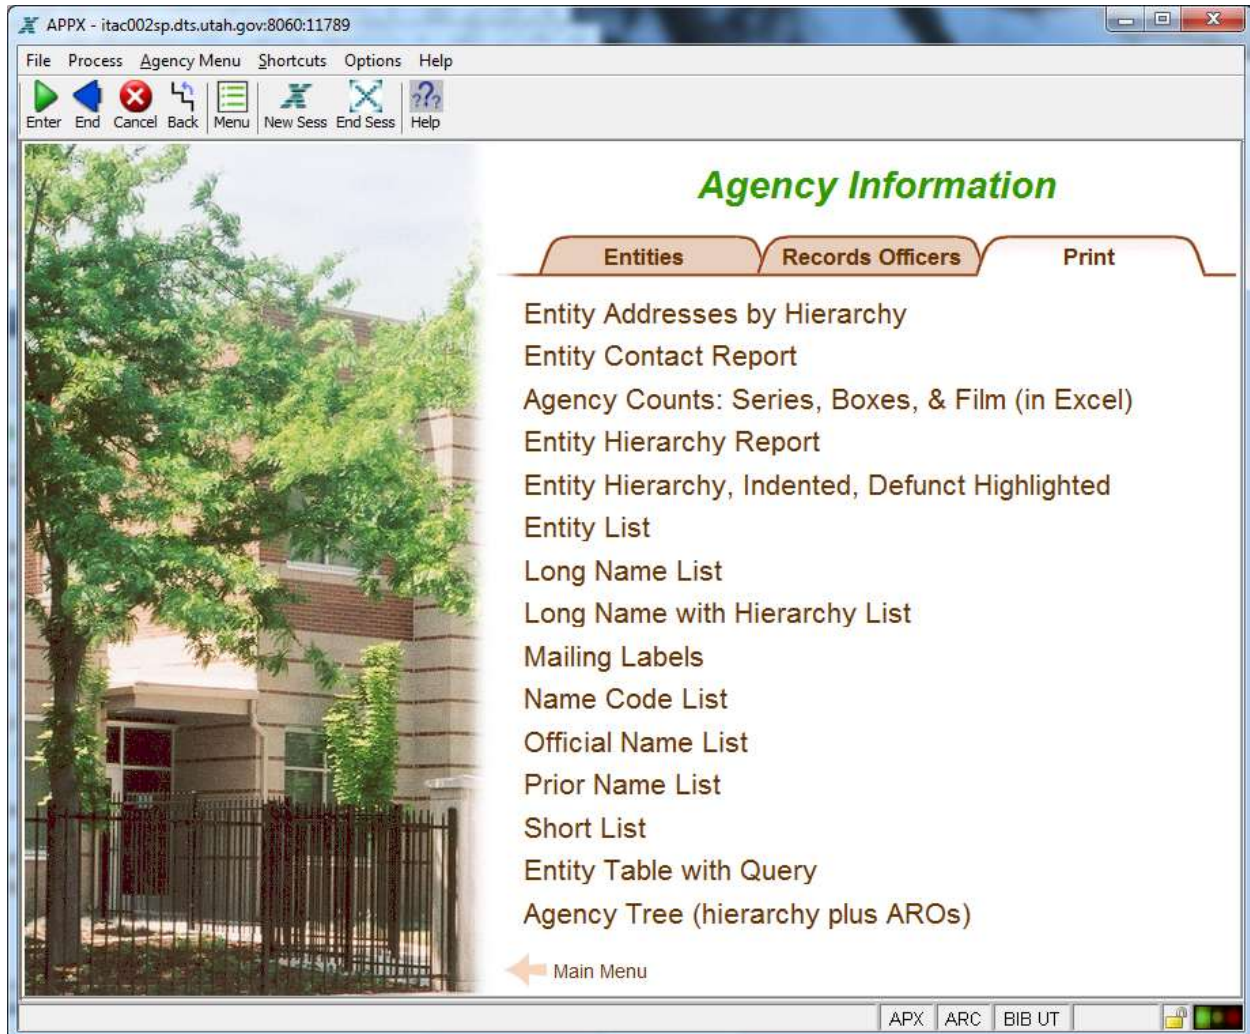 APPX - itac002sp.dts.utah.gov:8060:11789
File Process Agency Menu Shortcuts Options Help
Enter End Cancel Back Menu New Sess End Sess Help
Agency Information
Entities Records Officers Print
Entity Addresses by Hierarchy
Entity Contact Report
Agency Counts: Series, Boxes, & Film (in Excel)
Entity Hierarchy Report
Entity Hierarchy, Indented, Defunct Highlighted
Entity List
Long Name List
Long Name with Hierarchy List
Mailing Labels
Name Code List
Official Name List
Prior Name List
Short List
Entity Table with Query
Agency Tree (hierarchy plus AROs)
Main Menu
APX ARC BIB UT